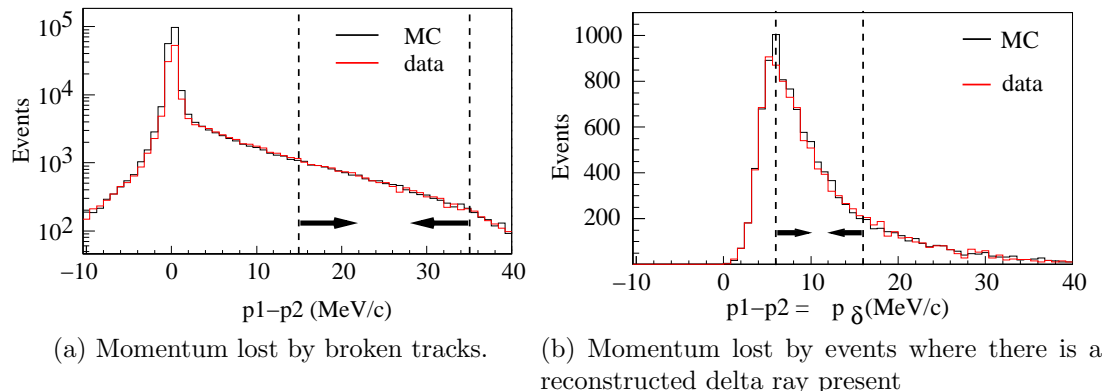 10^5
10^4
10^3
10^2
Events
MC
data
−10 0 10 20 30 40
p1−p2 (MeV/c)
(a) Momentum lost by broken tracks.
1000
800
600
400
200
Events
MC
data
−10 0 10 20 30 40
p1−p2 = p δ(MeV/c)
(b) Momentum lost by events where there is a
reconstructed delta ray present